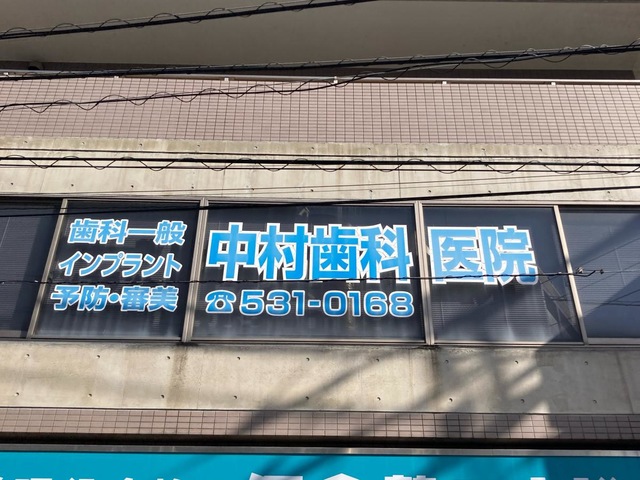 歯科一般
インプラント
予防・審美
中村歯科医院
☎531-0168